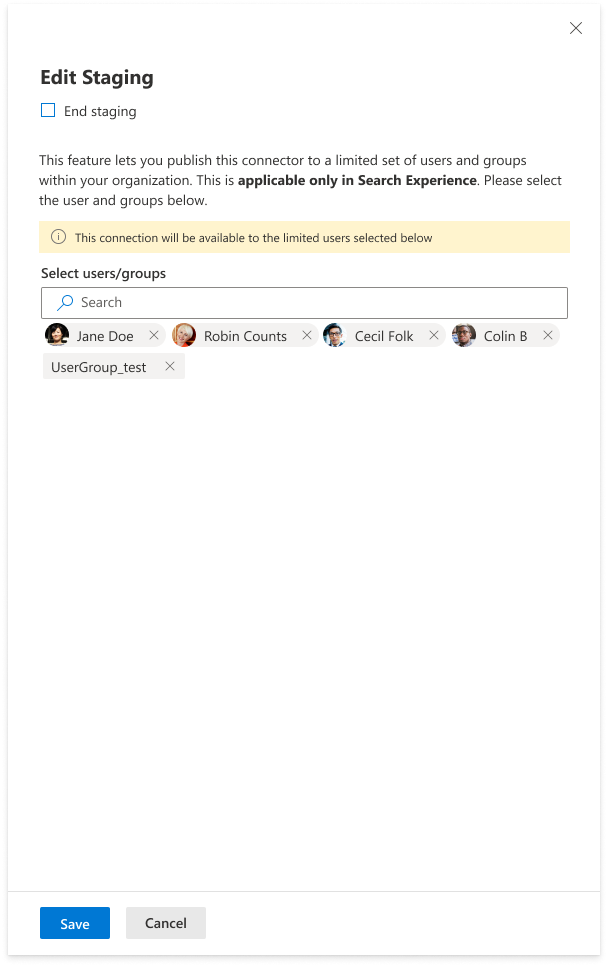 Edit Staging
End staging
This feature lets you publish this connector to a limited set of users and groups
within your organization. This is applicable only in Search Experience. Please select
the user and groups below.
This connection will be available to the limited users selected below
Select users/groups
Search
Jane Doe Robin Counts Cecil Folk Colin B
UserGroup_test
Save Cancel